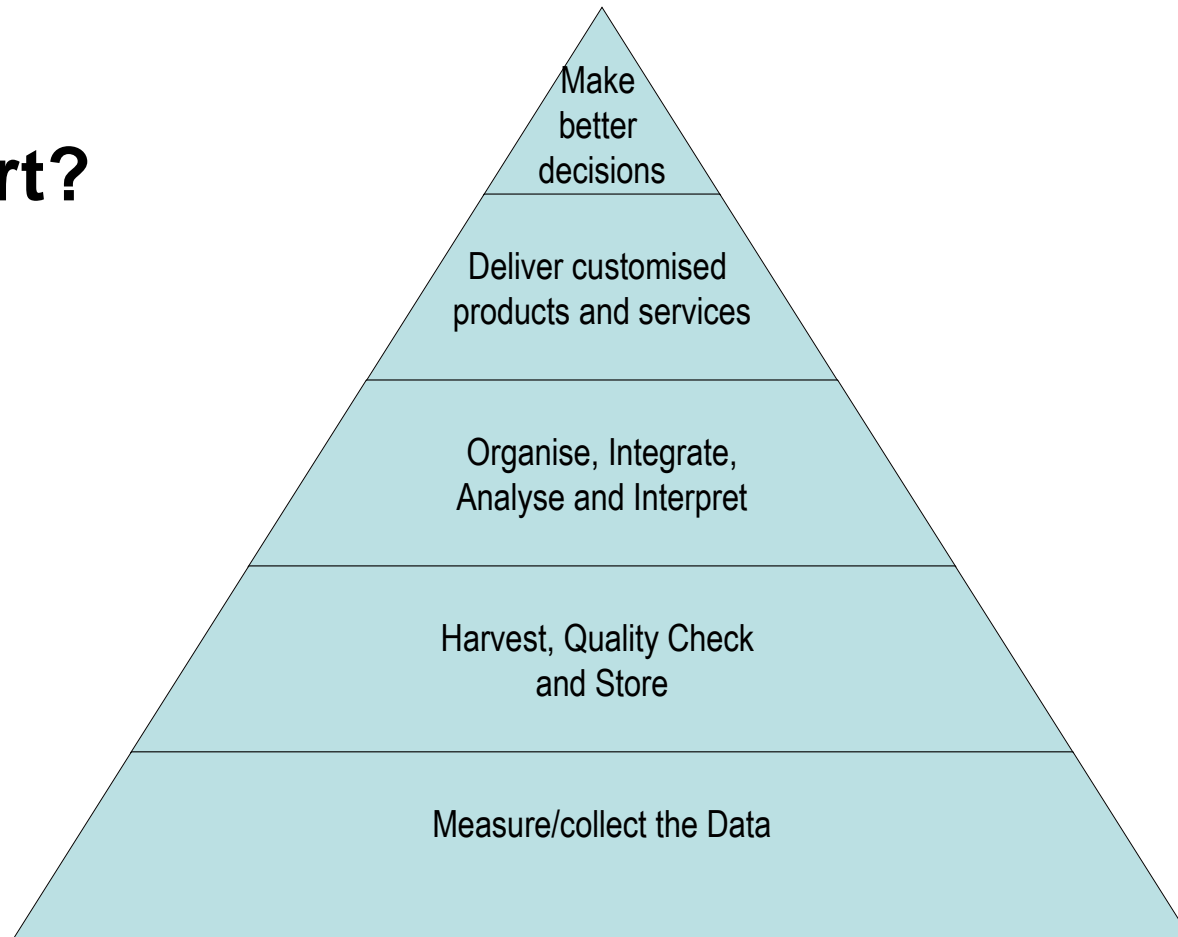 rt?
Make
better
decisions
Deliver customised
products and services
Organise, Integrate,
Analyse and Interpret
Harvest, Quality Check
and Store
Measure/collect the Data